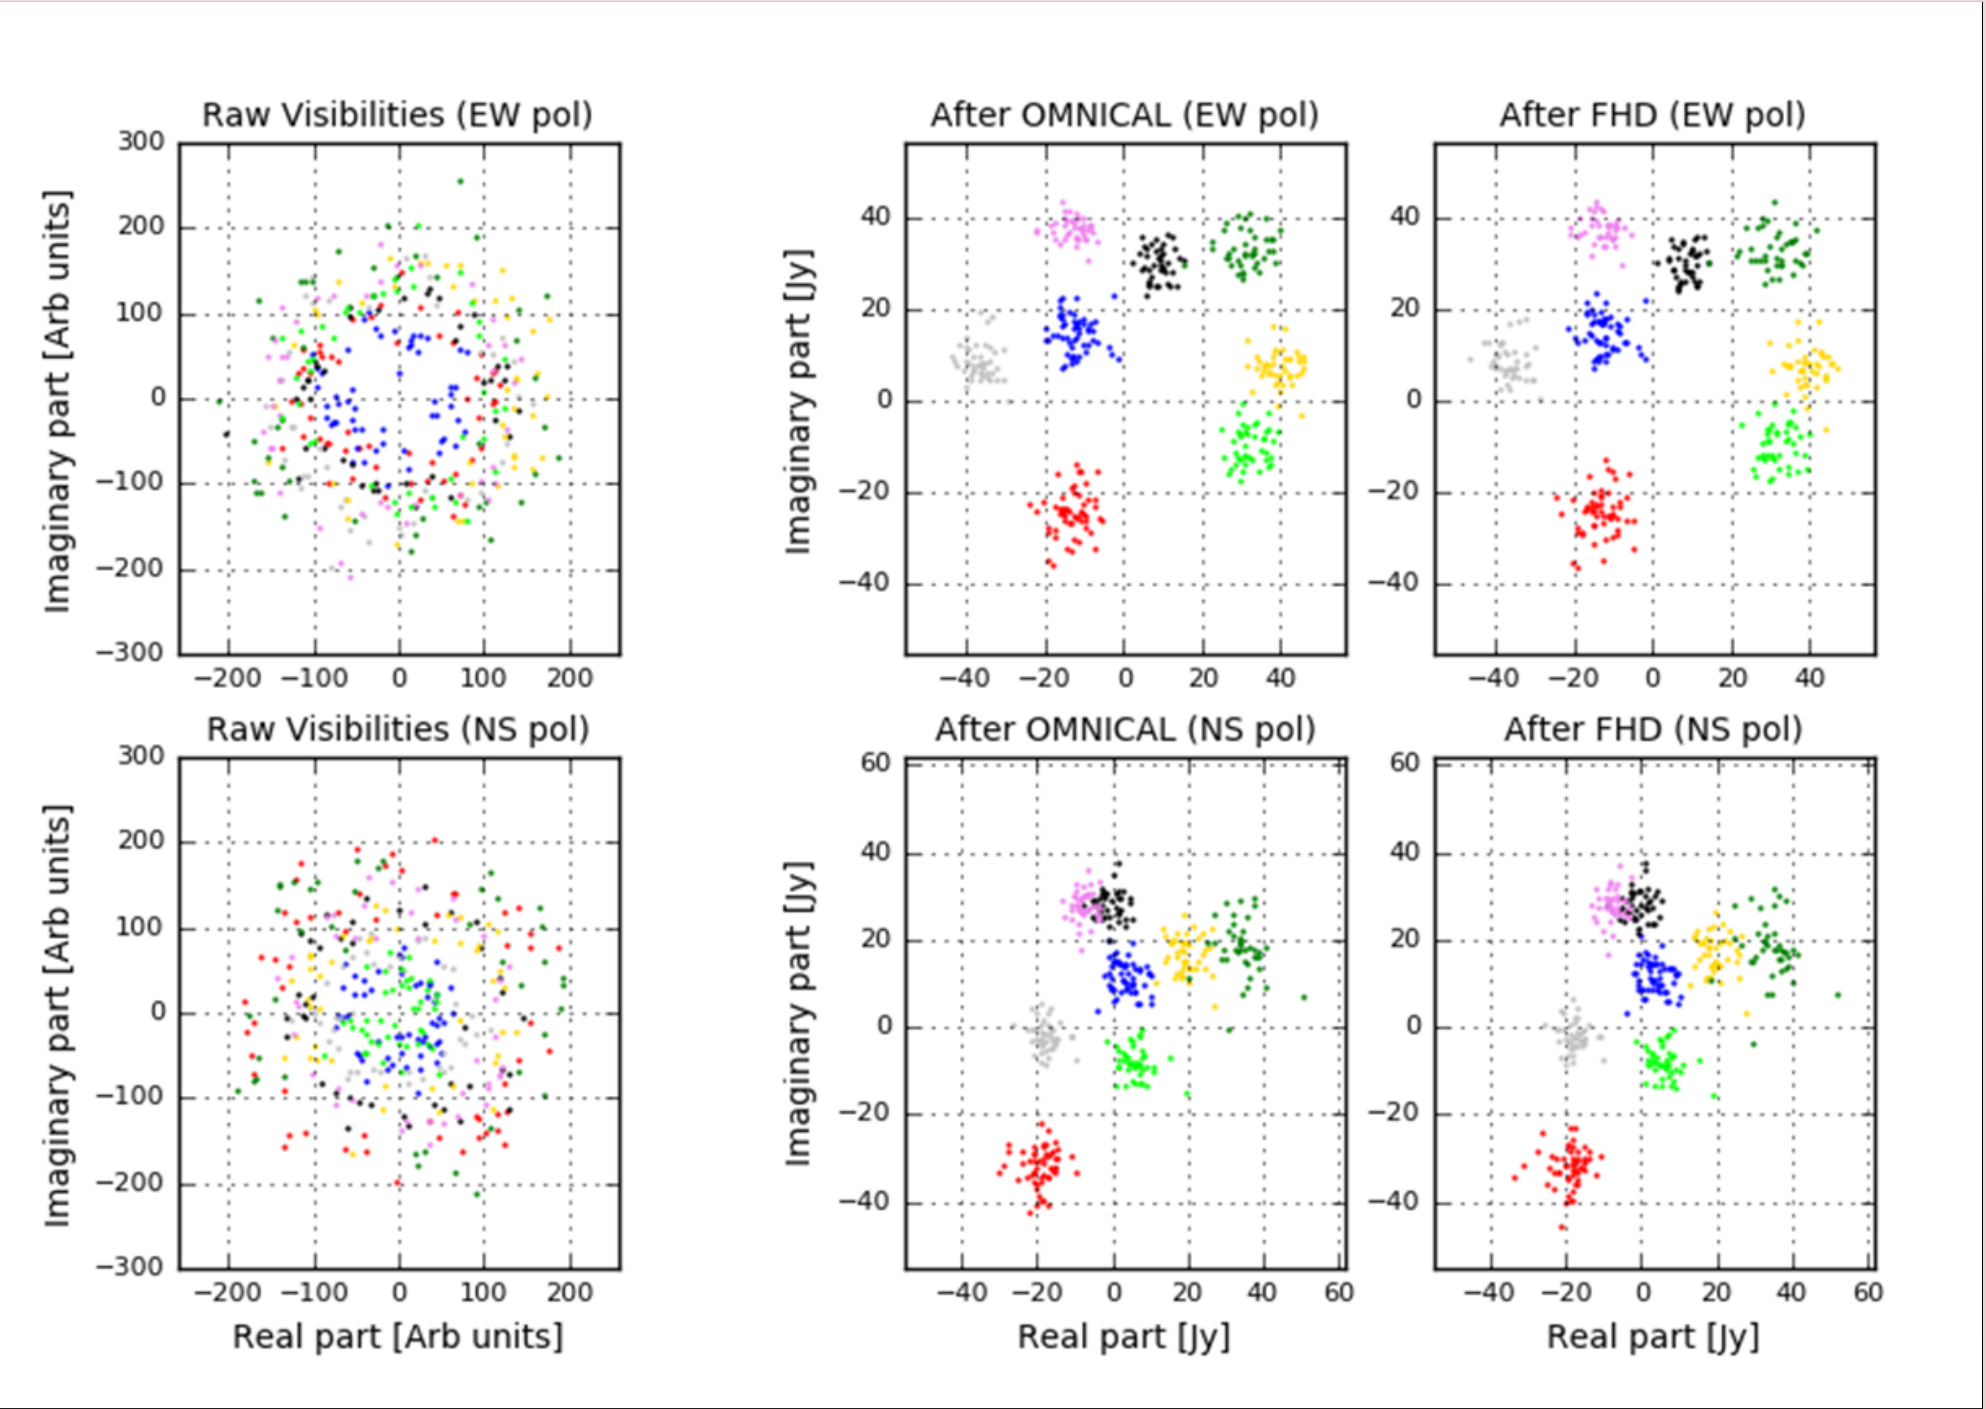 Raw Visibilities (EW pol)
300
200
100
0
−100
−200
−300
−200 −100 0 100 200
Imaginary part [Arb units]
After OMNICAL (EW pol)
40
20
0
−20
−40
−40 −20 0 20 40
Imaginary part [Jy]
After FHD (EW pol)
40
20
0
−20
−40
−40 −20 0 20 40
Raw Visibilities (NS pol)
300
200
100
0
−100
−200
−300
−200 −100 0 100 200
Imaginary part [Arb units]
Real part [Arb units]
After OMNICAL (NS pol)
60
40
20
0
−20
−40
−40 −20 0 20 40 60
Imaginary part [Jy]
Real part [Jy]
After FHD (NS pol)
60
40
20
0
−20
−40
−40 −20 0 20 40 60
Real part [Jy]